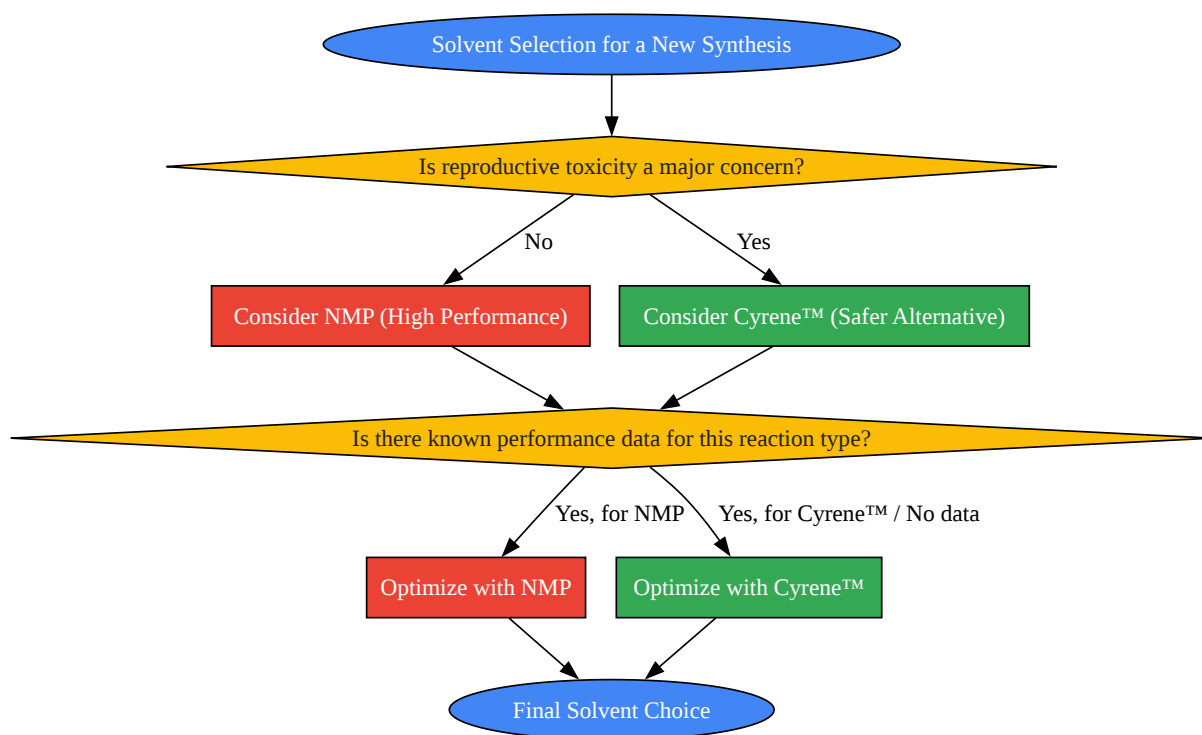 Solvent Selection for a New Synthesis
Is reproductive toxicity a major concern?
No
Yes
Consider NMP (High Performance)
Consider Cyrene™ (Safer Alternative)
Is there known performance data for this reaction type?
Yes, for NMP
Yes, for Cyrene™ / No data
Optimize with NMP
Optimize with Cyrene™
Final Solvent Choice